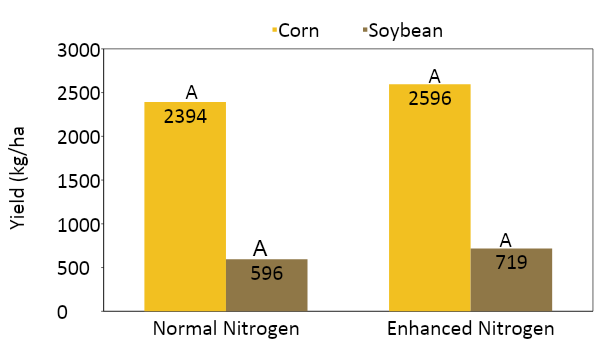 Corn Soybean
3000
2500
2000
1500
1000
500
0
Yield (kg/ha
A
2394
A
596
A
2596
A
719
Normal Nitrogen Enhanced Nitrogen